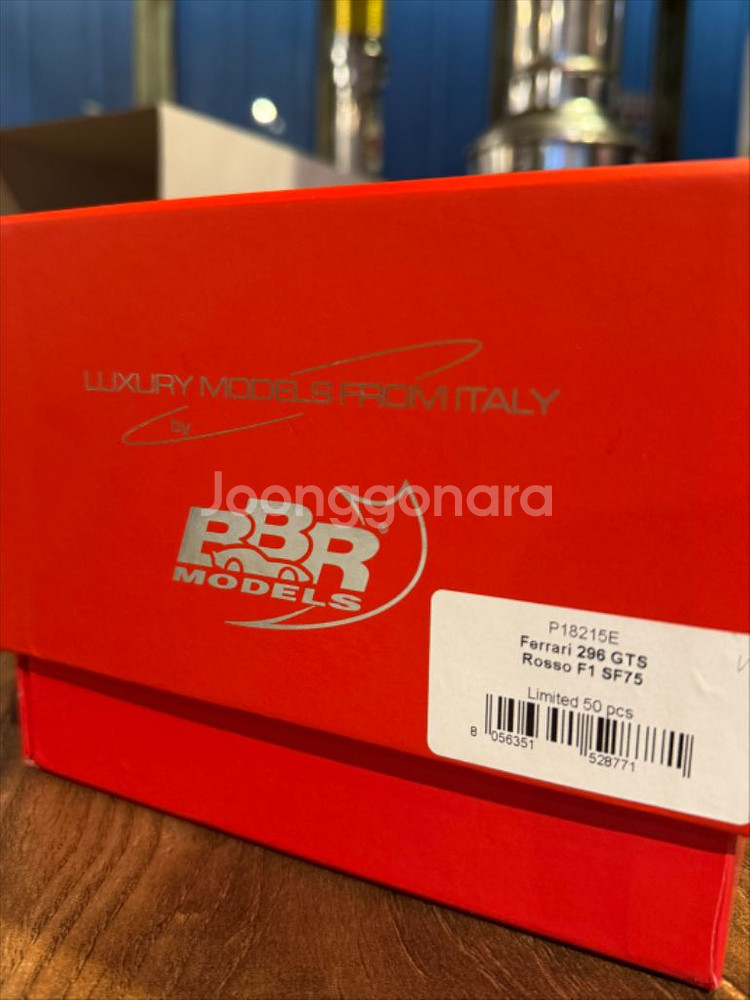 LUXURY MODELS FROM ITALY
by
Joonggonara
BBR
MODELS
P18215E
Ferrari 296 GTS
Rosso F1 SF75
Limited 50 pcs
8 056351 528771